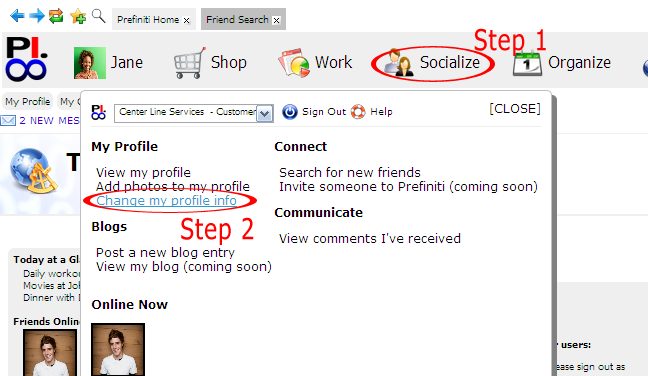 Prefiniti Home x
Friend Search x
Step 1
PI.
Jane
Shop
Work
Socialize
Organize
My Profile
My C
2 NEW MES
PI.
Center Line Services - Customer
Sign Out
Help
[CLOSE]
T
My Profile
View my profile
Add photos to my profile
Change my profile info
Step 2
Blogs
Post a new blog entry
View my blog (coming soon)
Online Now
Connect
Search for new friends
Invite someone to Prefiniti (coming soon)
Communicate
View comments I've received
Today at a Gl
Daily workou
Movies at Jo
Dinner with D
Friends Onlin
r users:
ease sign out as